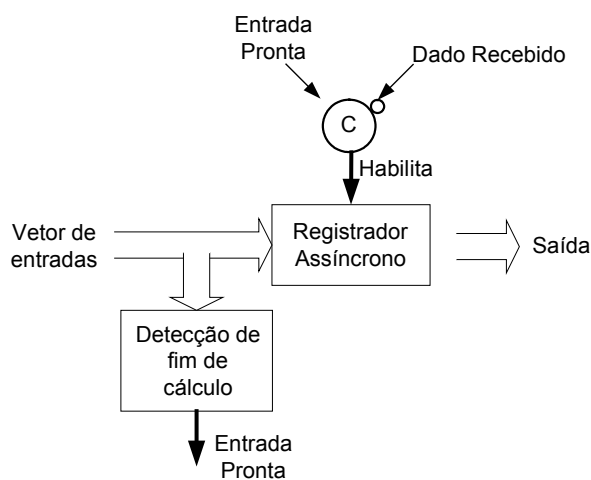 Entrada
Pronta
Dado Recebido
C
Habilita
Vetor de
entradas
Registrador
Assíncrono
Saída
Detecção de
fim de
cálculo
Entrada
Pronta